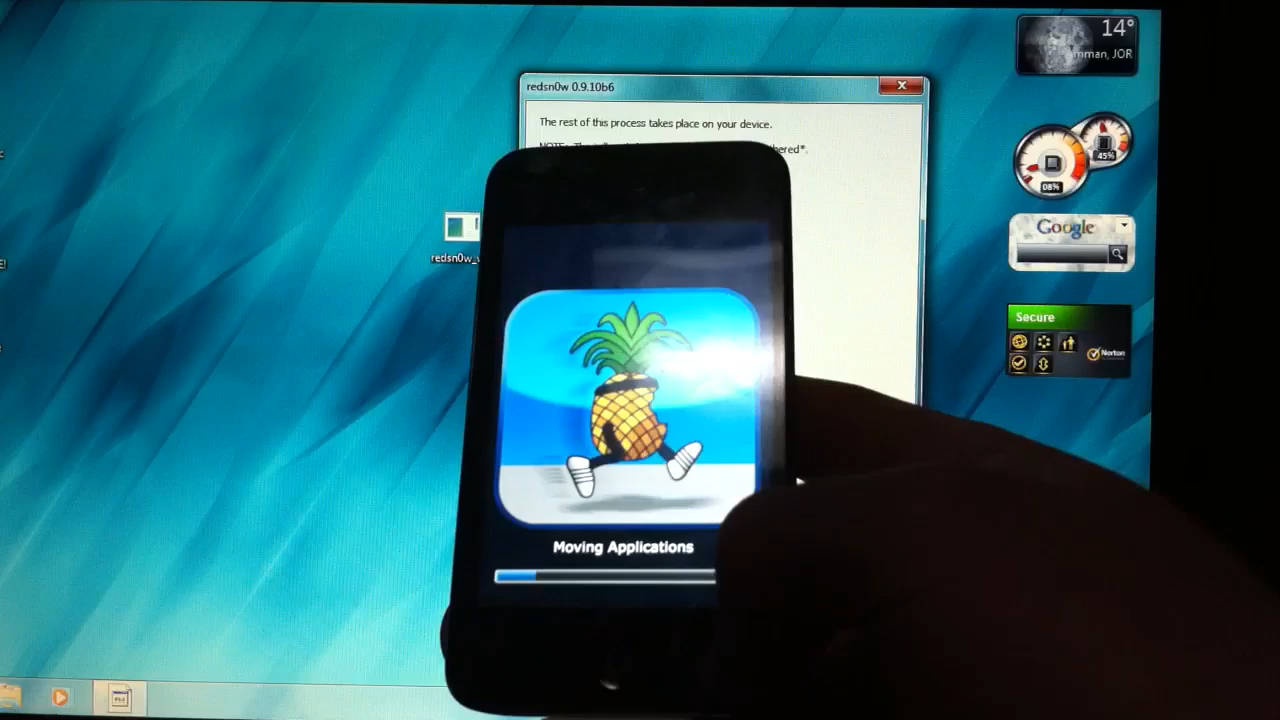 14°
mman, JOR
redsn0w 0.9.10b6
The rest of this process takes place on your device.
hered*.
45%
08%
Google
redsn0w_
Secure
Norton
Moving Applications